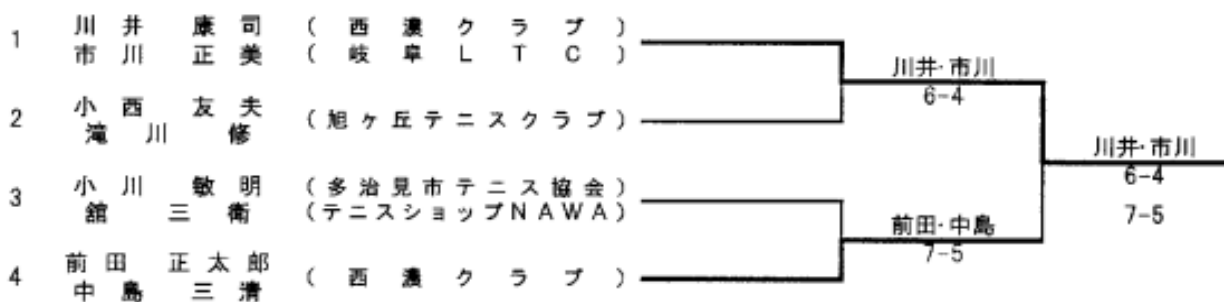 1
川井 康司 (西濃クラブ)
市川 正美 (岐阜LTC)
2
小西 友夫
滝川 修
(旭ヶ丘テニスクラブ)
3
小川 敏明 (多治見市テニス協会)
舘 三衛 (テニスショップNAWA)
4
前田 正太郎
中島 三清
(西濃クラブ)
川井・市川
6-4
前田・中島
7-5
川井・市川
6-4
7-5